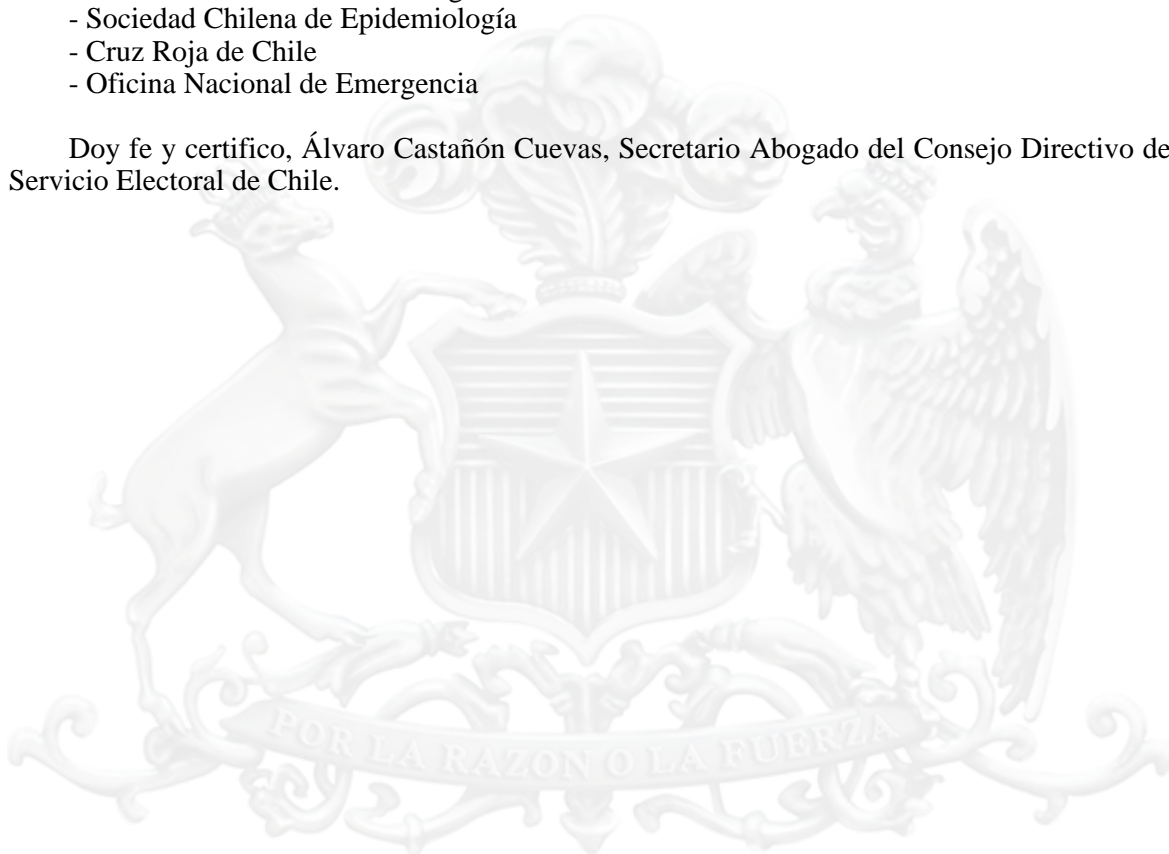 - Sociedad Chilena de Epidemiología
- Cruz Roja de Chile
- Oficina Nacional de Emergencia
Doy fe y certifico, Álvaro Castañón Cuevas, Secretario Abogado del Consejo Directivo de
Servicio Electoral de Chile.
POR LA RAZON O LA FUERZA